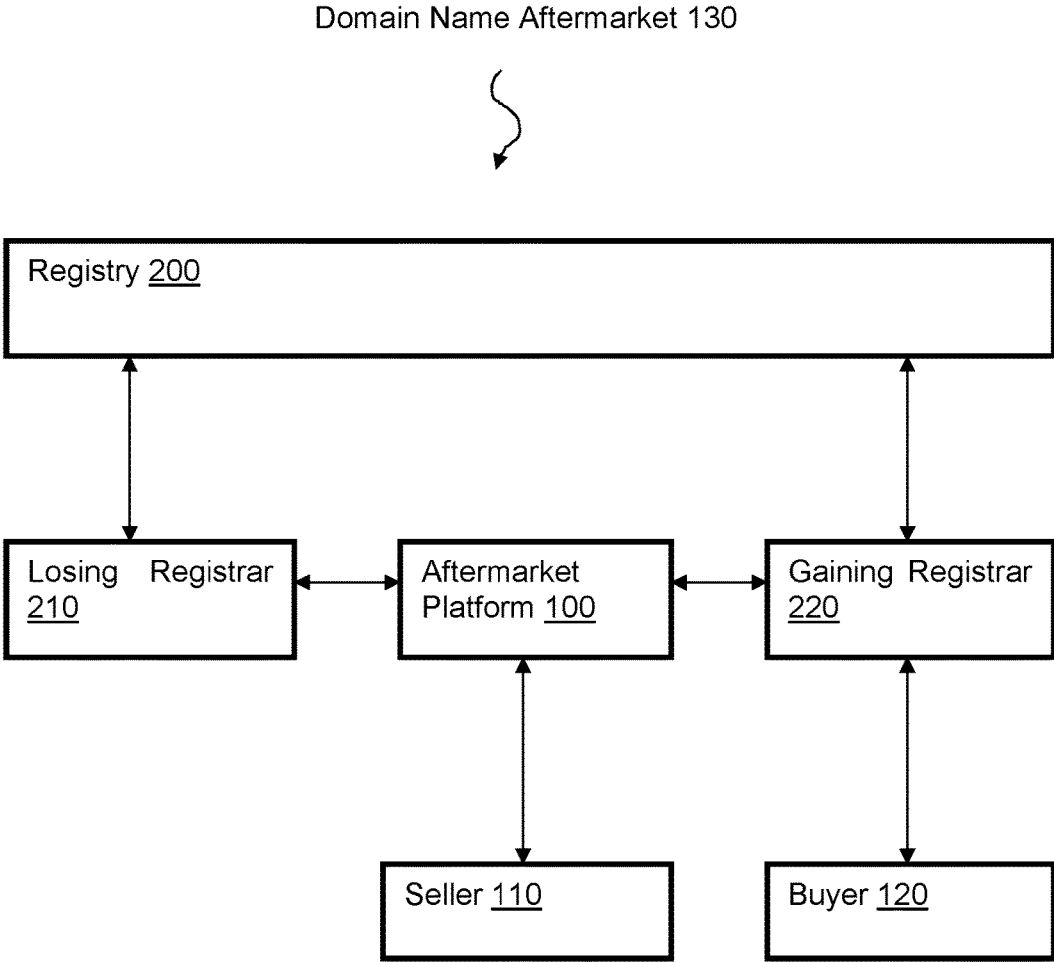 Domain Name Aftermarket 130
Registry 200
Losing Registrar
210
Aftermarket
Platform 100
Gaining Registrar
220
Seller 110
Buyer 120